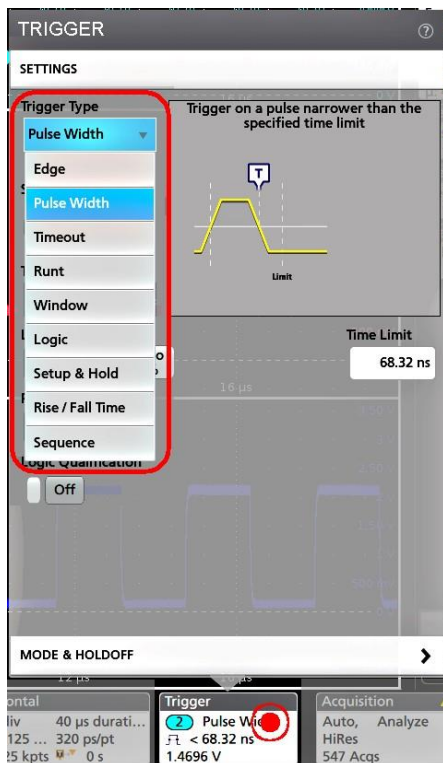 TRIGGER
SETTINGS
Trigger Type
Pulse Width
Edge
Pulse Width
Timeout
Runt
Window
Logic
Setup & Hold
Rise / Fall Time
Sequence
Trigger on a pulse narrower than the
specified time limit
T
Limit
Time Limit
68.32 ns
16 µs
Logic Qualification
Off
MODE & HOLDOFF
12 µs
Trigger
2 Pulse
< 68.32 ns
1.4696 V
40 µs durati...
320 ps/pt
0 s
Acquisition
Auto, Analyze
HiRes
547 Acqs